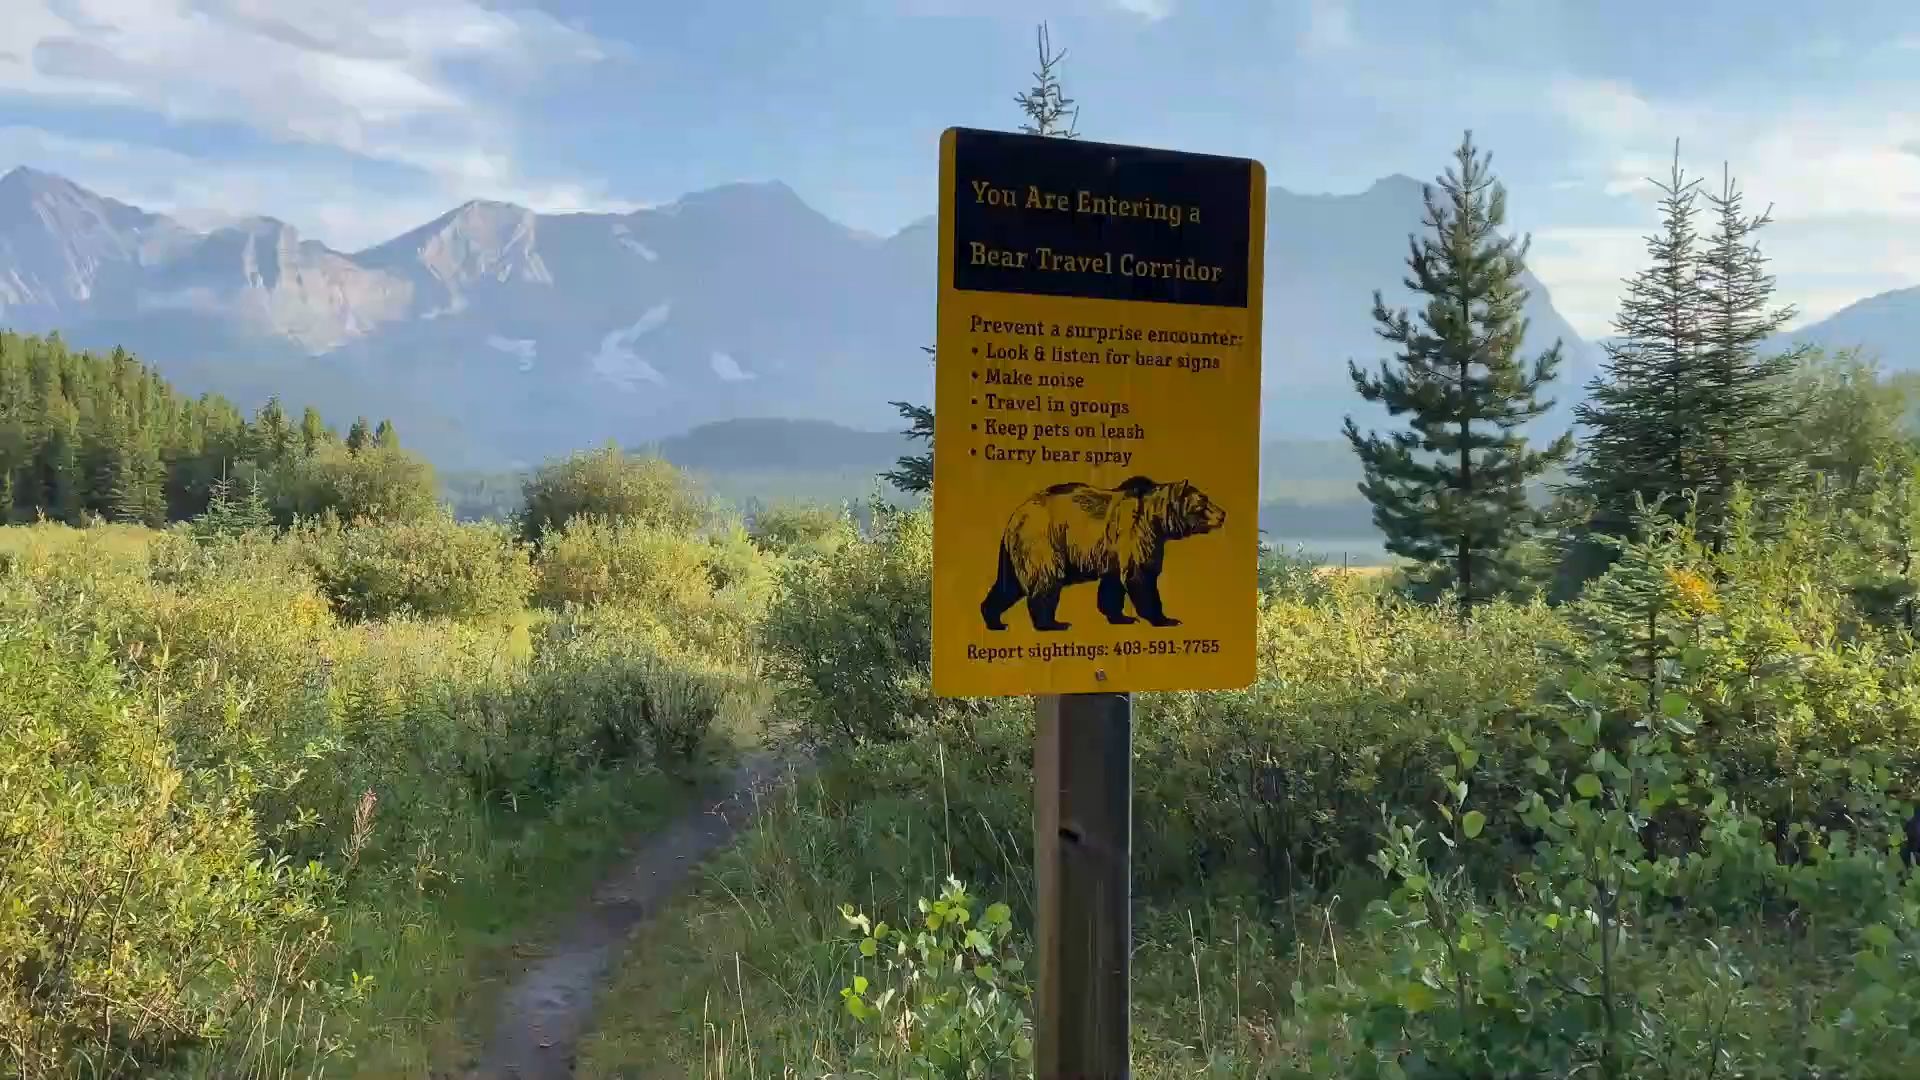 You Are Entering a
Bear Travel Corridor
Prevent a surprise encounter:
• Look & listen for bear signs
• Make noise
• Travel in groups
• Keep pets on leash
• Carry bear spray
Report sightings: 403-591-7755